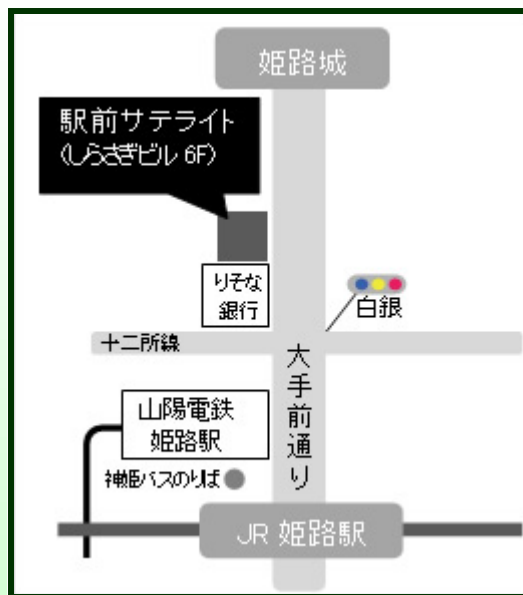 姫路城
駅前サテライト
(しらさぎビル 6F)
りそな
銀行
白銀
十二所線
大手前通り
山陽電鉄
姫路駅
神姫バスのりば
JR 姫路駅